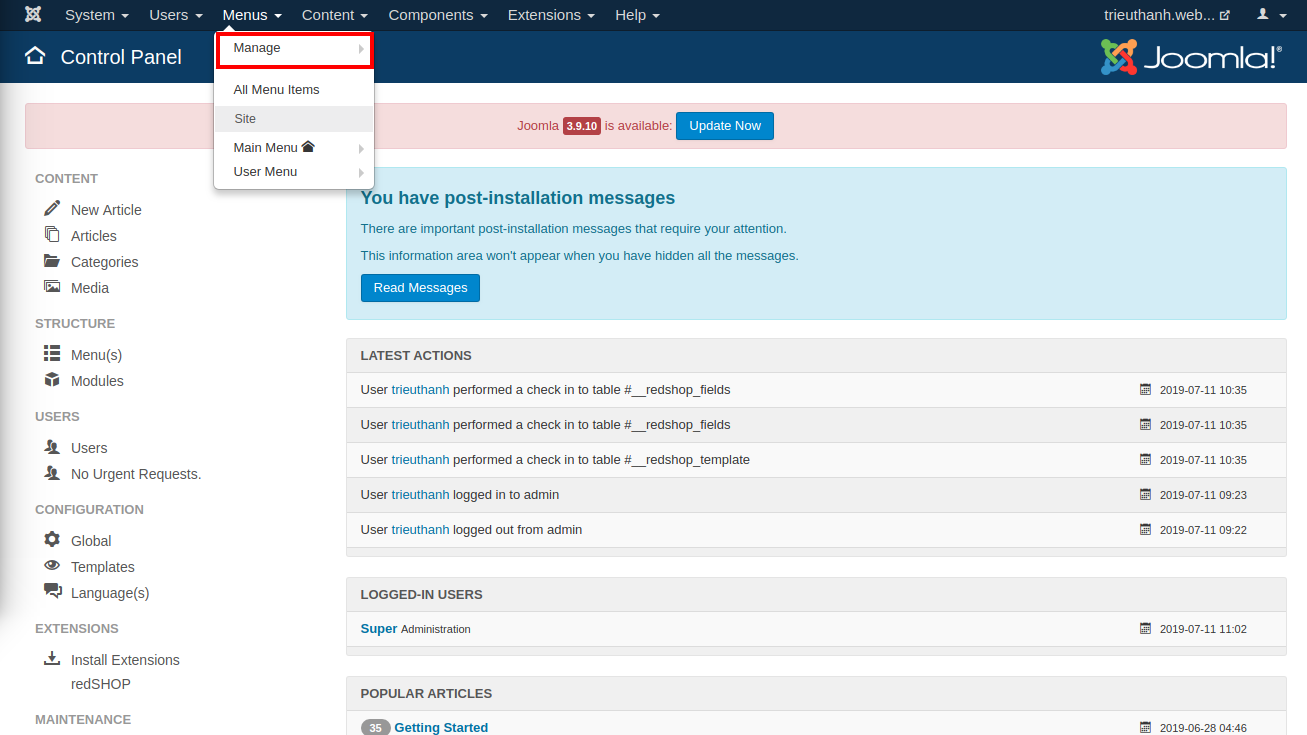 System Users Menus Content Components Extensions Help trieuthanh.web...
Control Panel
Joomla!®
Manage
All Menu Items
Site
Main Menu
User Menu
Joomla 3.9.10 is available: Update Now
CONTENT
New Article
Articles
Categories
Media
STRUCTURE
Menu(s)
Modules
USERS
Users
No Urgent Requests.
CONFIGURATION
Global
Templates
Language(s)
EXTENSIONS
Install Extensions
redSHOP
MAINTENANCE
You have post-installation messages
There are important post-installation messages that require your attention.
This information area won't appear when you have hidden all the messages.
Read Messages
LATEST ACTIONS
User trieuthanh performed a check in to table #__redshop_fields 2019-07-11 10:35
User trieuthanh performed a check in to table #__redshop_fields 2019-07-11 10:35
User trieuthanh performed a check in to table #__redshop_template 2019-07-11 10:35
User trieuthanh logged in to admin 2019-07-11 09:23
User trieuthanh logged out from admin 2019-07-11 09:22
LOGGED-IN USERS
Super Administration 2019-07-11 11:02
POPULAR ARTICLES
35 Getting Started 2019-06-28 04:46